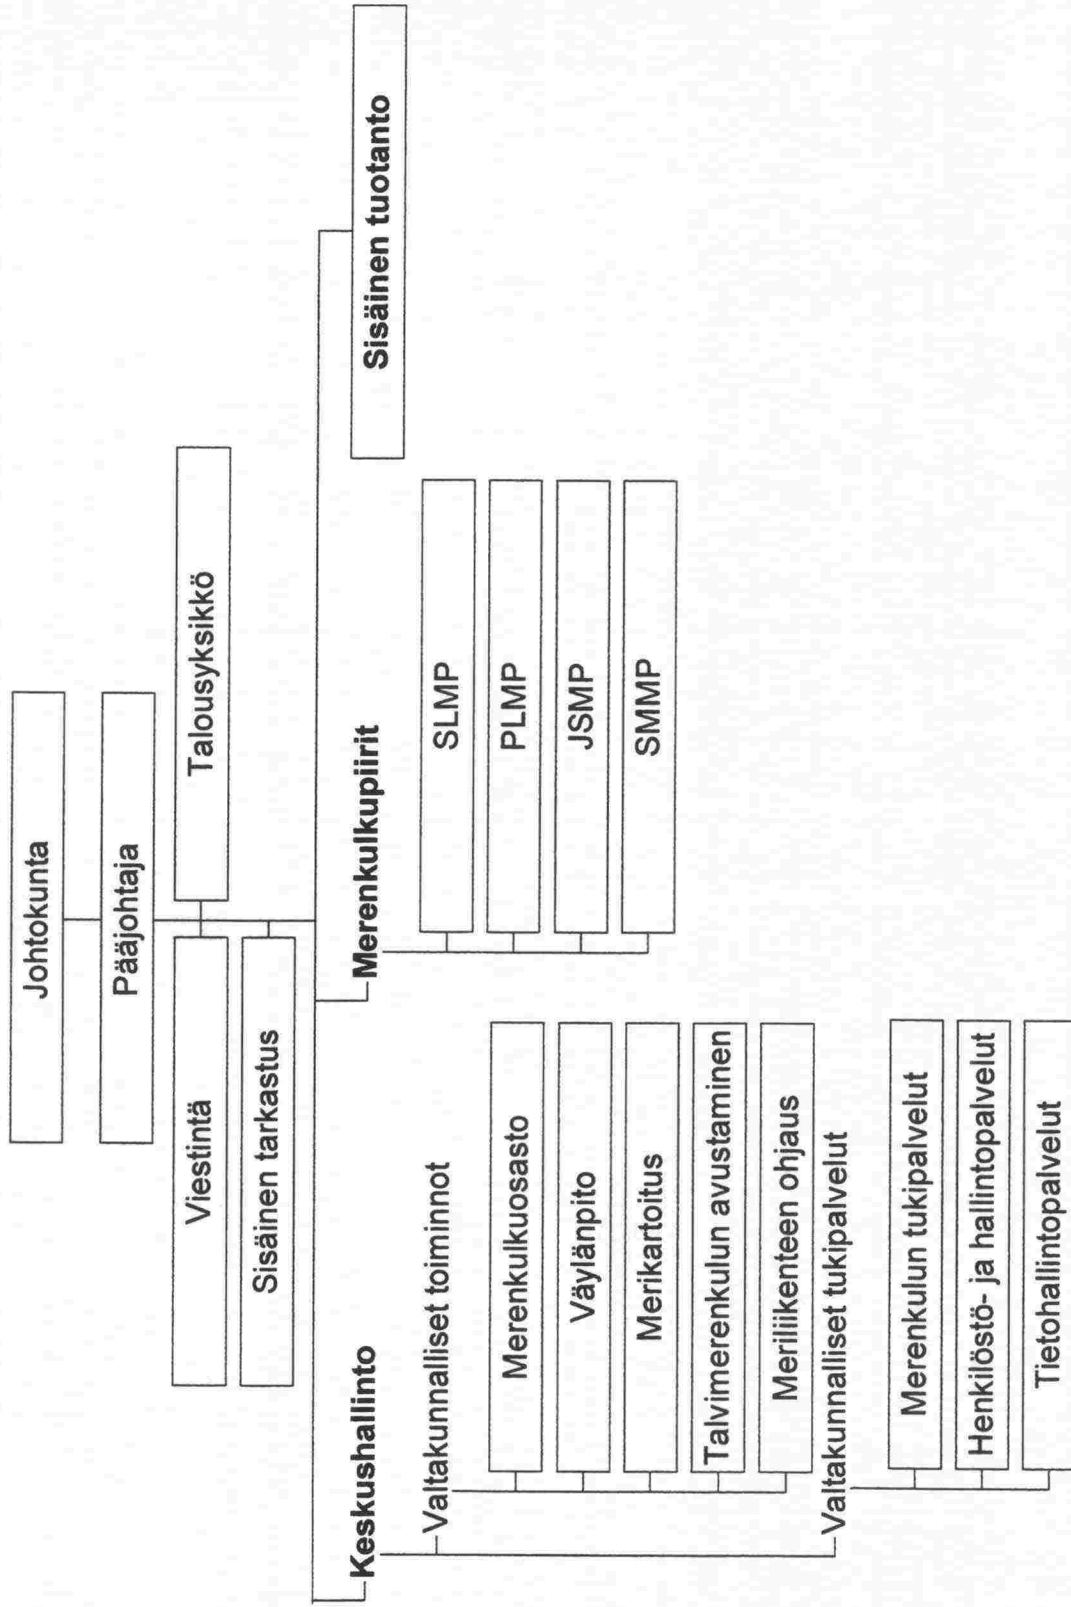 Johtokunta
Pääjohtaja
Viestintä
Talousyksikkö
Sisäinen tarkastus
Keskushallinto
Valtakunnalliset toiminnot
Merenkulkuosasto
Väylänpito
Merikartoitus
Talvimerenkulun avustaminen
Meriliikenteen ohjaus
Valtakunnalliset tukipalvelut
Merenkulun tukipalvelut
Henkilöstö- ja hallintopalvelut
Tietohallintopalvelut
Merenkulkupiirit
SLMP
PLMP
JSMP
SMMP
Sisäinen tuotanto